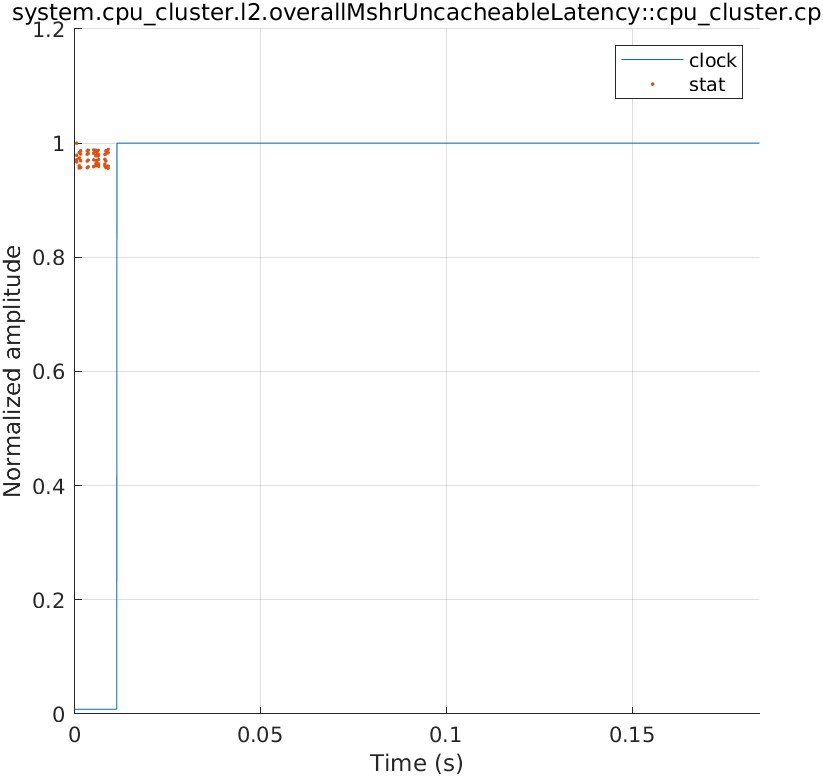 system.cpu_cluster.l2.overallMshrUncacheableLatency::cpu_cluster.cp
1.2
clock
stat
1
0.8
Normalized amplitude
0.6
0.4
0.2
0
0
0.05
0.1
0.15
Time (s)